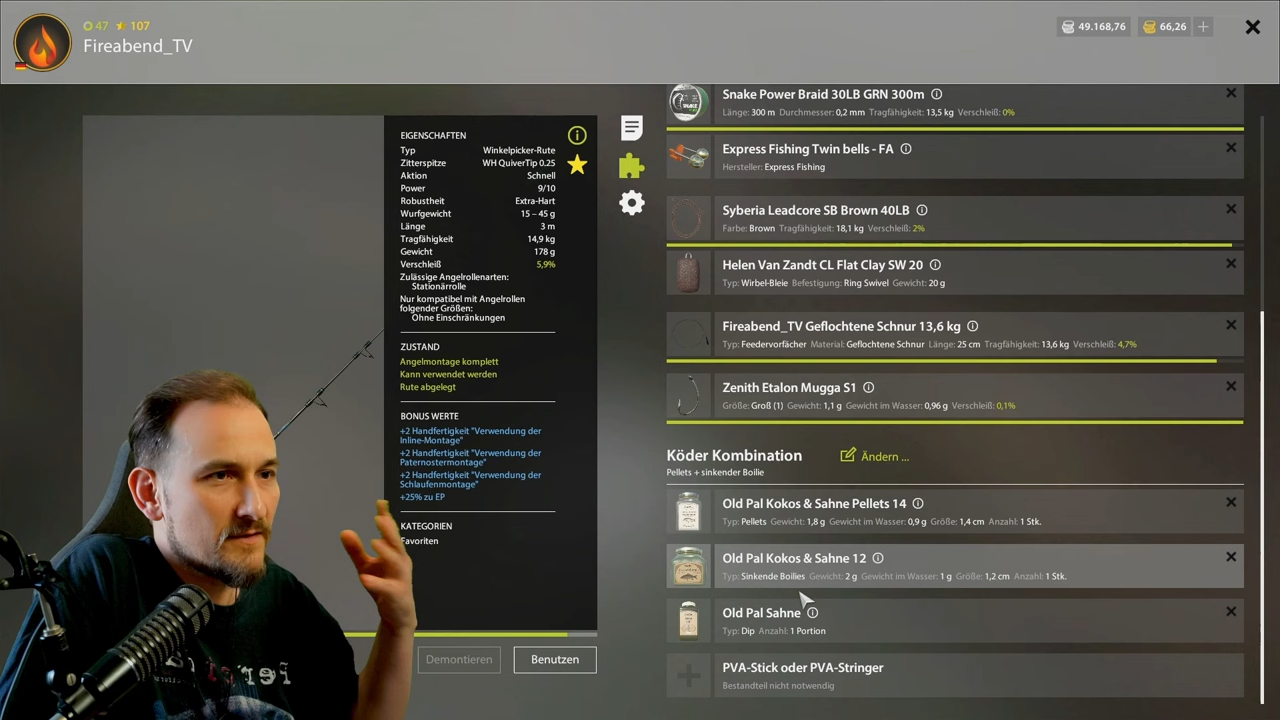 47 107
Fireabend_TV
49.168,76
66,26
EIGENSCHAFTEN
Typ Winkelpicker-Rute
Zitterspitze WH QuiverTip 0.25
Aktion Schnell
Power 9/10
Robustheit Extra-Hart
Wurfgewicht 15 – 45 g
Länge 3 m
Tragfähigkeit 14,9 kg
Gewicht 178 g
Verschleiß 5,9%
Zulässige Angelrollenarten:
Stationärrolle
Nur kompatibel mit Angelrollen
folgender Größen:
Ohne Einschränkungen
ZUSTAND
Angelmontage komplett
Kann verwendet werden
Rute abgelegt
BONUS WERTE
+2 Handfertigkeit "Verwendung der
Inline-Montage"
+2 Handfertigkeit "Verwendung der
Paternostermontage"
+2 Handfertigkeit "Verwendung der
Schlaufenmontage"
+25% zu EP
KATEGORIEN
Favoriten
Demontieren
Benutzen
Snake Power Braid 30LB GRN 300m
Länge: 300 m Durchmesser: 0,2 mm Tragfähigkeit: 13,5 kg Verschleiß: 0%
Express Fishing Twin bells - FA
Hersteller: Express Fishing
Syberia Leadcore SB Brown 40LB
Farbe: Brown Tragfähigkeit: 18,1 kg Verschleiß: 2%
Helen Van Zandt CL Flat Clay SW 20
Typ: Wirbel-Bleie Befestigung: Ring Swivel Gewicht: 20 g
Fireabend_TV Geflochtene Schnur 13,6 kg
Typ: Feedervorfächer Material: Geflochtene Schnur Länge: 25 cm Tragfähigkeit: 13,6 kg Verschleiß: 4,7%
Zenith Etalon Mugga S1
Größe: Groß (1) Gewicht: 1,1 g Gewicht im Wasser: 0,96 g Verschleiß: 0,1%
Köder Kombination
Ändern ...
Pellets + sinkender Boilie
Old Pal Kokos & Sahne Pellets 14
Typ: Pellets Gewicht: 1,8 g Gewicht im Wasser: 0,9 g Größe: 1,4 cm Anzahl: 1 Stk.
Old Pal Kokos & Sahne 12
Typ: Sinkende Boilies Gewicht: 2 g Gewicht im Wasser: 1 g Größe: 1,2 cm Anzahl: 1 Stk.
Old Pal Sahne
Typ: Dip Anzahl: 1 Portion
PVA-Stick oder PVA-Stringer
Bestandteil nicht notwendig